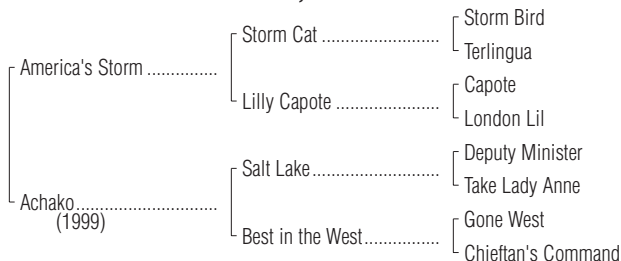 Storm Bird
Storm Cat ........................
Terlingua
America's Storm ...............
Capote
Lilly Capote .....................
London Lil
Deputy Minister
Salt Lake..........................
Take Lady Anne
Achako..............................
(1999)
Gone West
Best in the West................
Chieftan's Command